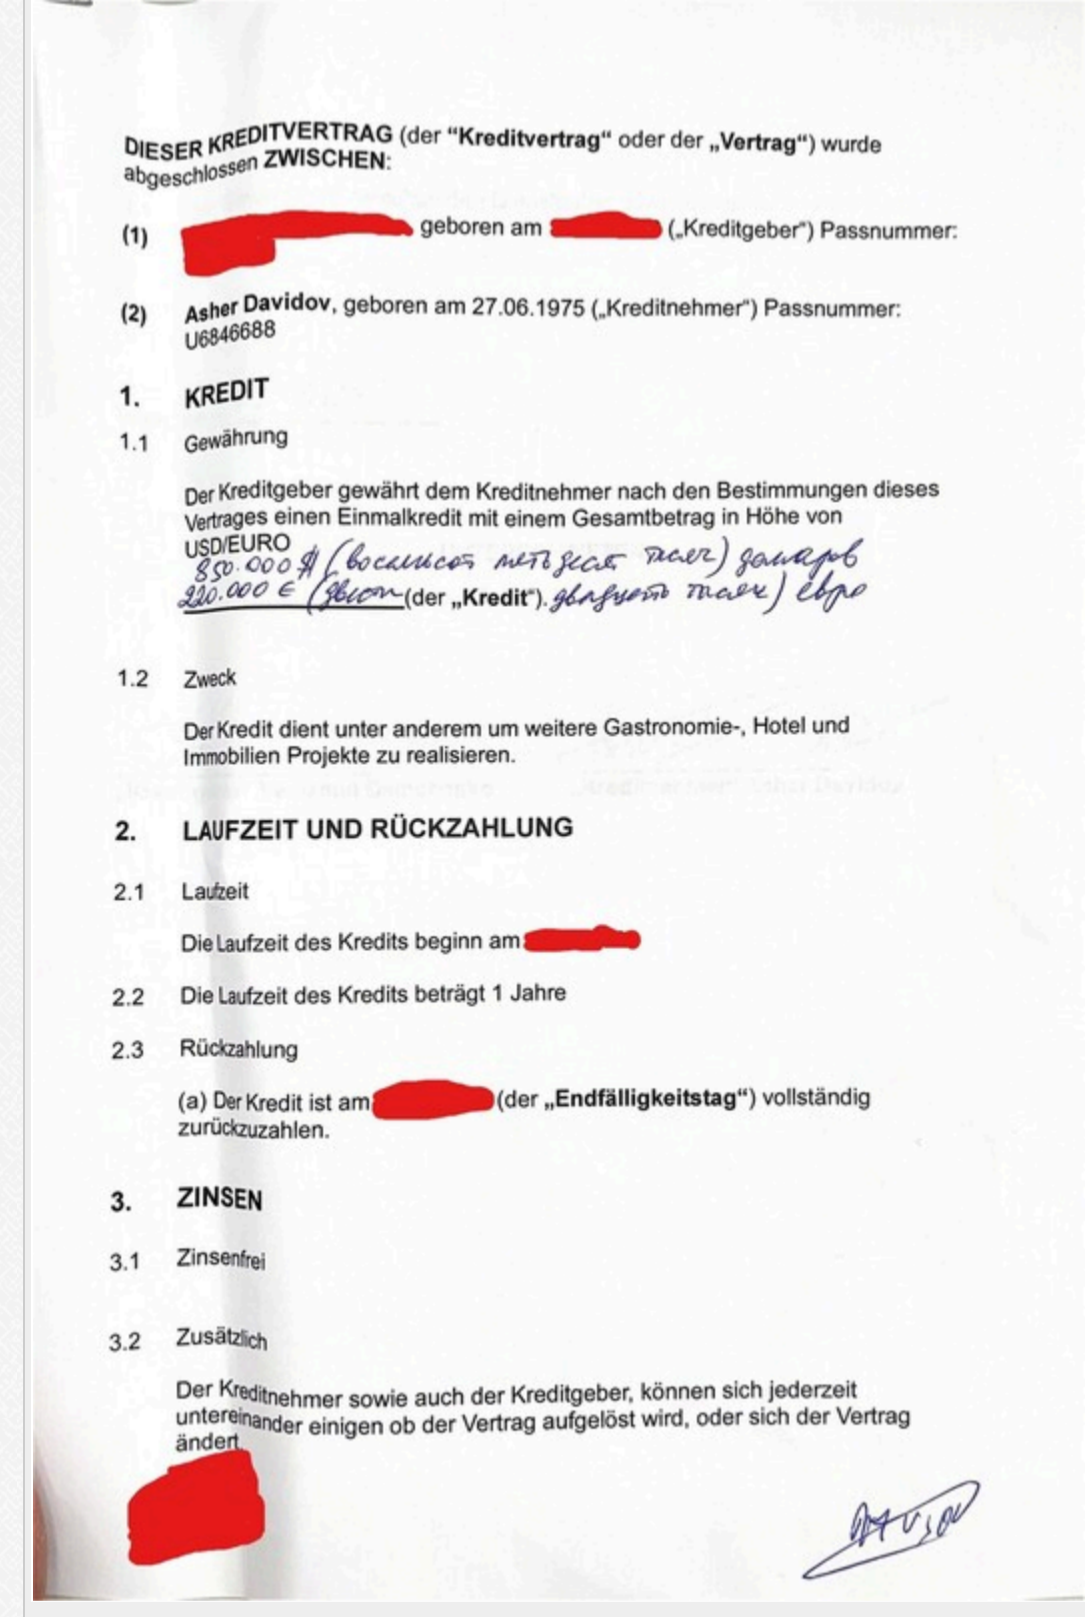 DIESER KREDITVERTRAG (der “Kreditvertrag“ oder der „Vertrag“) wurde
abgeschlossen ZWISCHEN:
(1) geboren am („Kreditgeber“) Passnummer:
(2) Asher Davidov, geboren am 27.06.1975 („Kreditnehmer“) Passnummer:
U6846688
1. KREDIT
1.1 Gewährung
Der Kreditgeber gewährt dem Kreditnehmer nach den Bestimmungen dieses
Vertrages einen Einmalkredit mit einem Gesamtbetrag in Höhe von
USD/EURO
850.000 $ (восемьсот пятьдесят тысяч) долларов
220.000 € (двести (der „Kredit“). двадцать тысяч) евро
1.2 Zweck
Der Kredit dient unter anderem um weitere Gastronomie-, Hotel und
Immobilien Projekte zu realisieren.
2. LAUFZEIT UND RÜCKZAHLUNG
2.1 Laufzeit
Die Laufzeit des Kredits beginn am
2.2 Die Laufzeit des Kredits beträgt 1 Jahre
2.3 Rückzahlung
(a) Der Kredit ist am (der „Endfälligkeitstag“) vollständig
zurückzuzahlen.
3. ZINSEN
3.1 Zinsenfrei
3.2 Zusätzlich
Der Kreditnehmer sowie auch der Kreditgeber, können sich jederzeit
untereinander einigen ob der Vertrag aufgelöst wird, oder sich der Vertrag
ändert